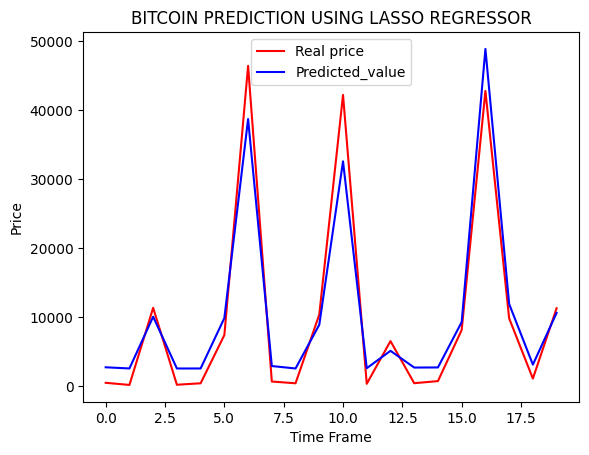 BITCOIN PREDICTION USING LASSO REGRESSOR
Real price
Predicted_value
50000
40000
30000
20000
10000
0
Price
0.0 2.5 5.0 7.5 10.0 12.5 15.0 17.5
Time Frame